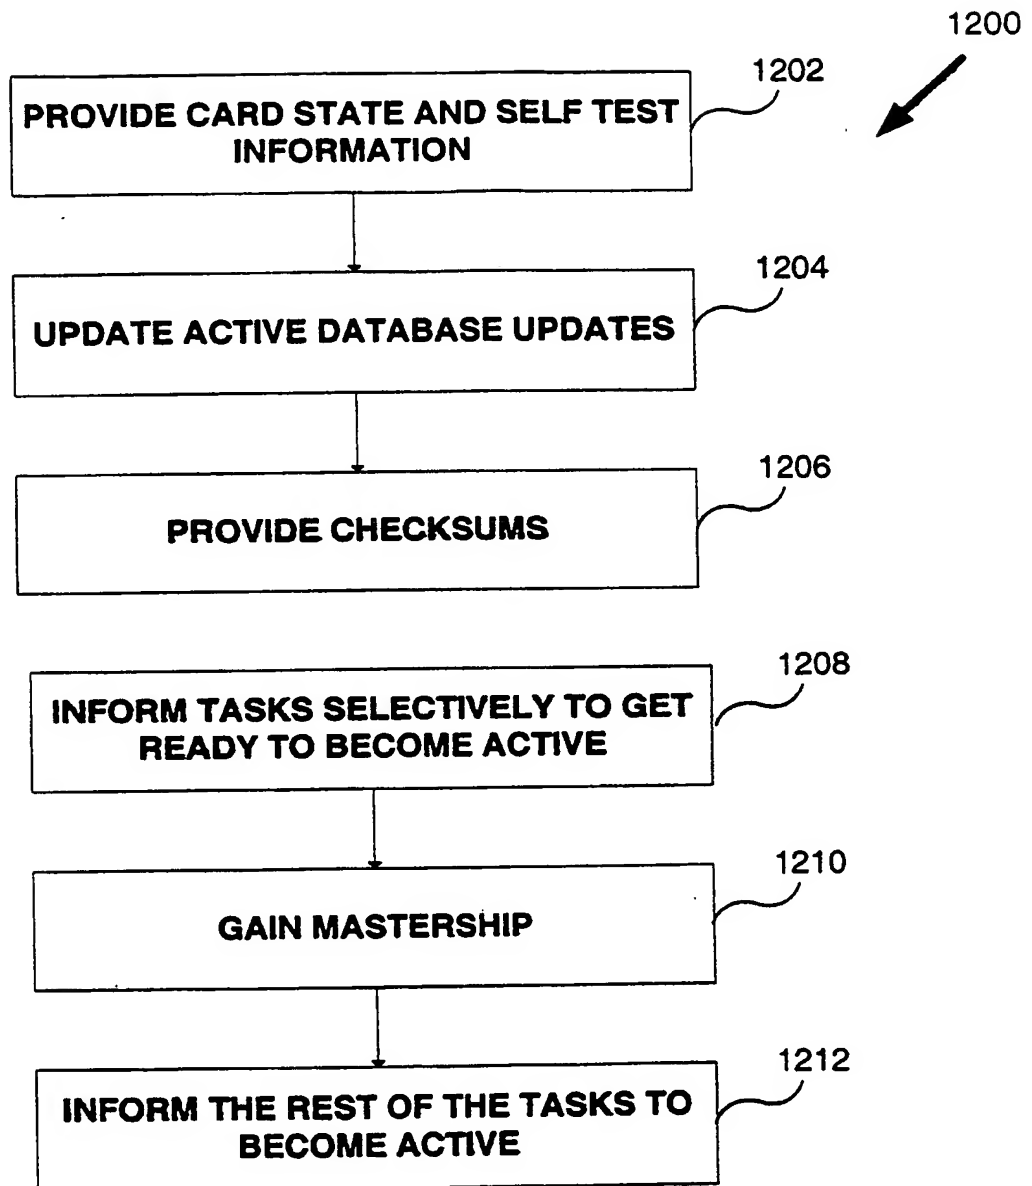 1200
1202
PROVIDE CARD STATE AND SELF TEST
INFORMATION
1204
UPDATE ACTIVE DATABASE UPDATES
1206
PROVIDE CHECKSUMS
1208
INFORM TASKS SELECTIVELY TO GET
READY TO BECOME ACTIVE
1210
GAIN MASTERSHIP
1212
INFORM THE REST OF THE TASKS TO
BECOME ACTIVE